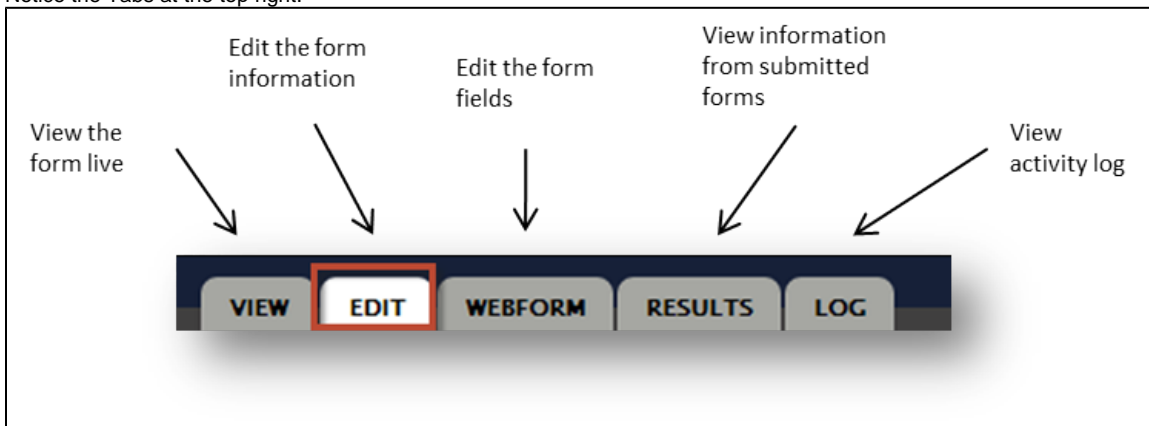 Notice the Tabs at the top right.
Edit the form
information
Edit the form
fields
View information
from submitted
forms
View the
form live
View
activity log
VIEW
EDIT
WEBFORM
RESULTS
LOG